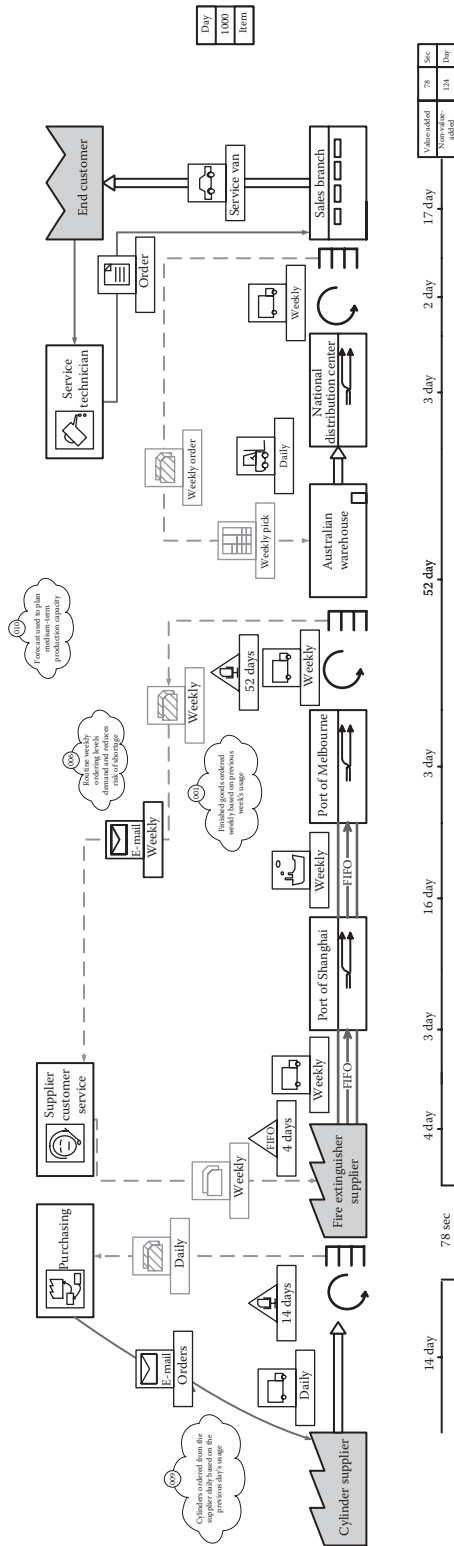 Cylinders ordered from the
supplier daily based on the
previous day's usage
009
E-mail
Orders
Purchasing
Daily
Cylinder supplier
Daily
14 days
Supplier
customer
service
Weekly
Fire extinguisher
supplier
FIFO
4 days
Weekly
FIFO
Port of Shanghai
Weekly
FIFO
Port of Melbourne
E-mail
Weekly
006
Routine weekly
ordering levels
demand and reduces
risk of shortage
001
Finished goods ordered
weekly based on previous
week's usage
010
Forecast used to plan
medium-term
production capacity
Weekly
52 days
Weekly
Service
technician
Order
End customer
Service van
Weekly order
Weekly pick
Australian
warehouse
Daily
National
distribution center
Weekly
Sales branch
Day
1000
Item
14 day
78 sec
4 day
3 day
16 day
3 day
52 day
3 day
2 day
17 day
Value-added
78
Sec
Non-value-
added
124
Day